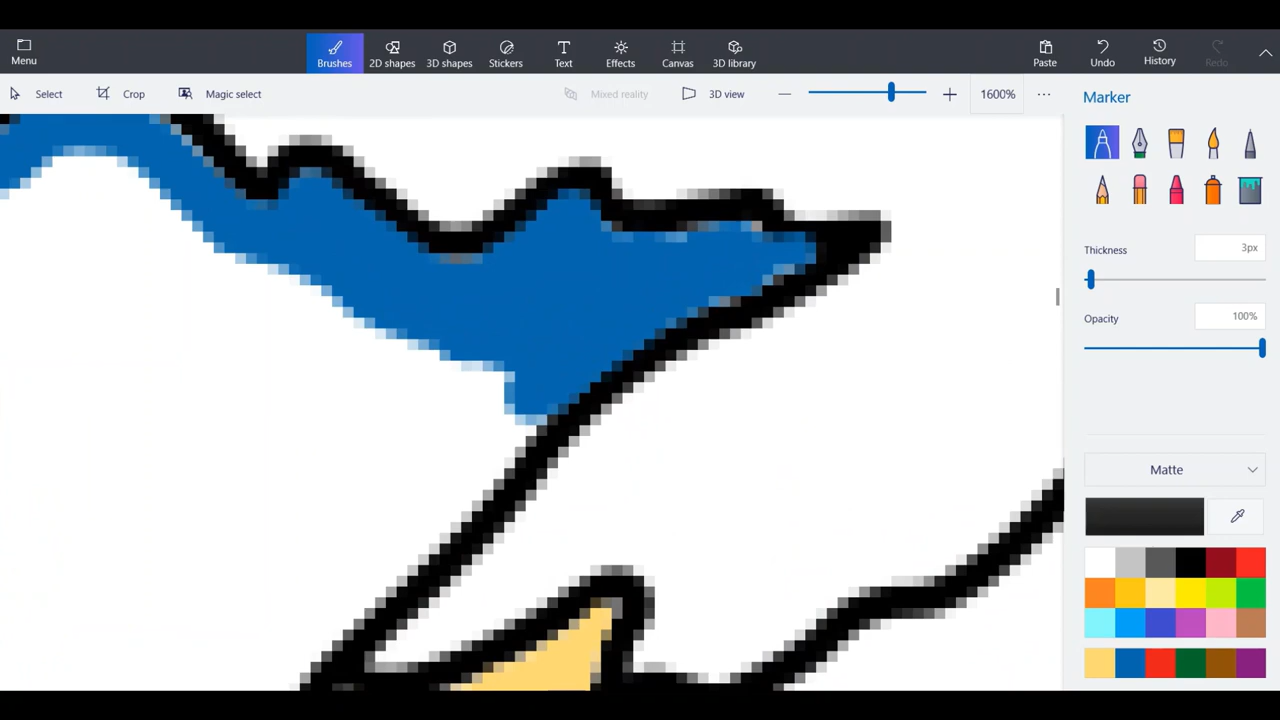 Menu
Brushes
2D shapes
3D shapes
Stickers
Text
Effects
Canvas
3D library
Paste
Undo
History
Redo
Select
Crop
Magic select
Mixed reality
3D view
1600%
Marker
Thickness
3px
Opacity
100%
Matte